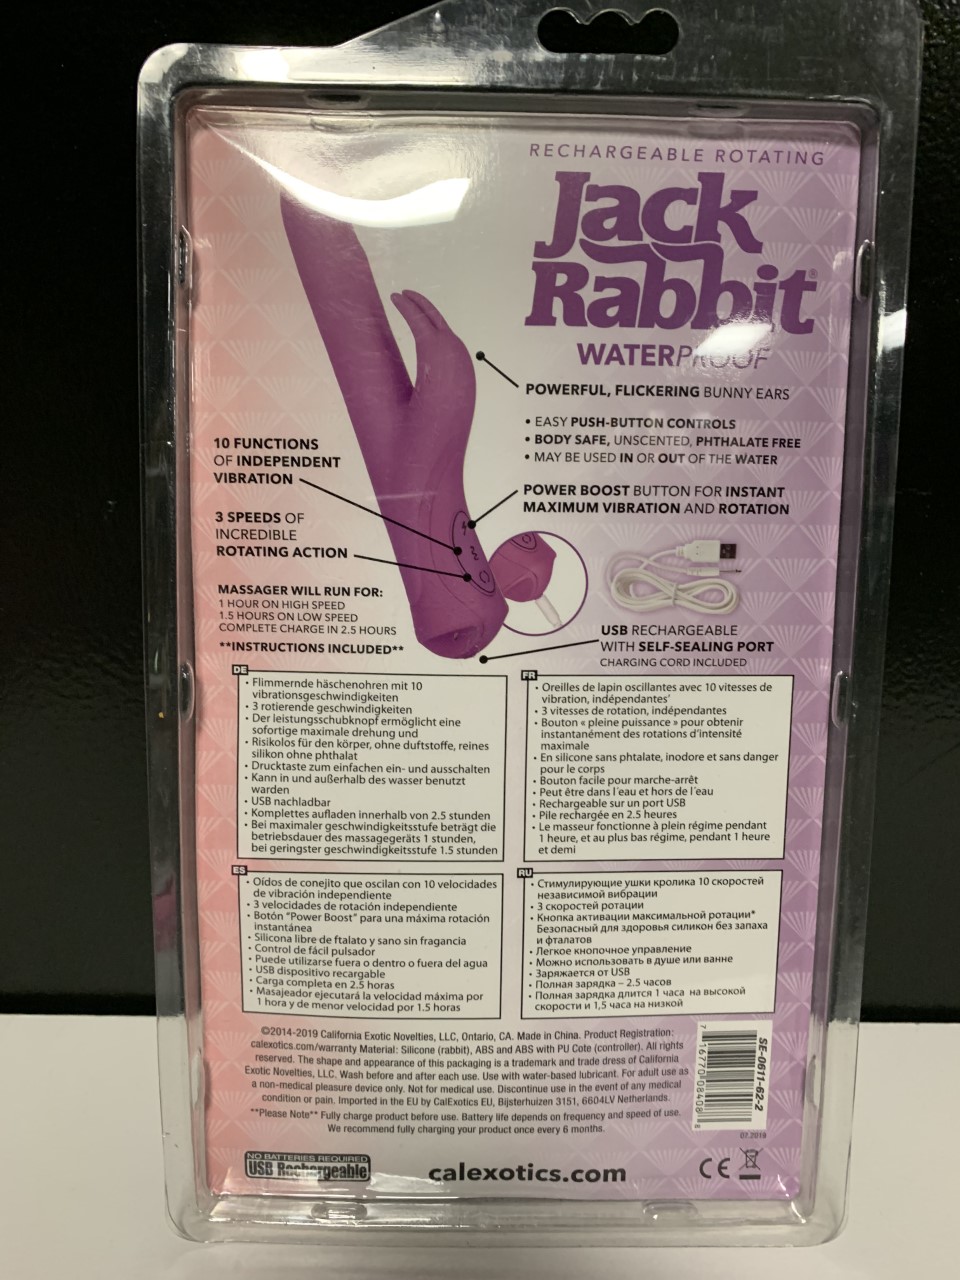 RECHARGEABLE ROTATING
Jack
Rabbit®
WATERPROOF
POWERFUL, FLICKERING BUNNY EARS
• EASY PUSH-BUTTON CONTROLS
• BODY SAFE, UNSCENTED, PHTHALATE FREE
• MAY BE USED IN OR OUT OF THE WATER
10 FUNCTIONS
OF INDEPENDENT
VIBRATION
POWER BOOST BUTTON FOR INSTANT
MAXIMUM VIBRATION AND ROTATION
3 SPEEDS OF
INCREDIBLE
ROTATING ACTION
MASSAGER WILL RUN FOR:
1 HOUR ON HIGH SPEED
1.5 HOURS ON LOW SPEED
COMPLETE CHARGE IN 2.5 HOURS
**INSTRUCTIONS INCLUDED**
USB RECHARGEABLE
WITH SELF-SEALING PORT
CHARGING CORD INCLUDED
DE
• Flimmernde häschenohren mit 10
vibrationsgeschwindigkeiten
• 3 rotierende geschwindigkeiten
• Der leistungsschubknopf ermöglicht eine
sofortige maximale drehung und
• Risikolos für den körper, ohne duftstoffe, reines
silikon ohne phthalat
• Drucktaste zum einfachen ein- und ausschalten
• Kann in und außerhalb des wasser benutzt
warden
• USB nachladbar
• Komplettes aufladen innerhalb von 2.5 stunden
• Bei maximaler geschwindigkeitsstufe beträgt die
betriebsdauer des massagegeräts 1 stunden,
bei geringster geschwindigkeitsstufe 1.5 stunden
FR
• Oreilles de lapin oscillantes avec 10 vitesses de
vibration, indépendantes'
• 3 vitesses de rotation, indépendantes
• Bouton « pleine puissance » pour obtenir
instantanément des rotations d'intensité
maximale
• En silicone sans phtalate, inodore et sans danger
pour le corps
• Bouton facile pour marche-arrêt
• Peut être dans l'eau et hors de l'eau
• Rechargeable sur un port USB
• Pile rechargée en 2.5 heures
• Le masseur fonctionne à plein régime pendant
1 heure, et au plus bas régime, pendant 1 heure
et demi
ES
• Oídos de conejito que oscilan con 10 velocidades
de vibración independiente
• 3 velocidades de rotación independiente
• Botón "Power Boost" para una máxima rotación
instantánea
• Silicona libre de ftalato y sano sin fragancia
• Control de fácil pulsador
• Puede utilizarse fuera o dentro o fuera del agua
• USB dispositivo recargable
• Carga completa en 2.5 horas
• Masajeador ejecutará la velocidad máxima por
1 hora y de menor velocidad por 1.5 horas
RU
• Стимулирующие ушки кролика 10 скоростей
независимой вибрации
• 3 скоростей ротации
• Кнопка активации максимальной ротации*
Безопасный для здоровья силикон без запаха
и фталатов
• Легкое кнопочное управление
• Можно использовать в душе или ванне
• Заряжается от USB
• Полная зарядка – 2.5 часов
• Полная зарядка длится 1 часа на высокой
скорости и 1,5 часа на низкой
©2014-2019 California Exotic Novelties, LLC, Ontario, CA. Made in China. Product Registration:
calexotics.com/warranty Material: Silicone (rabbit), ABS and ABS with PU Cote (controller). All rights
reserved. The shape and appearance of this packaging is a trademark and trade dress of California
Exotic Novelties, LLC. Wash before and after each use. Use with water-based lubricant. For adult use as
a non-medical pleasure device only. Not for medical use. Discontinue use in the event of any medical
condition or pain. Imported in the EU by CalExotics EU, Bijsterhuizen 3151, 6604LV Netherlands.
**Please Note** Fully charge product before use. Battery life depends on frequency and speed of use.
We recommend fully charging your product once every 6 months.
SE-0611-62-2
7 16770 08408 8
07.2019
NO BATTERIES REQUIRED
USB Rechargeable
calexotics.com
CE